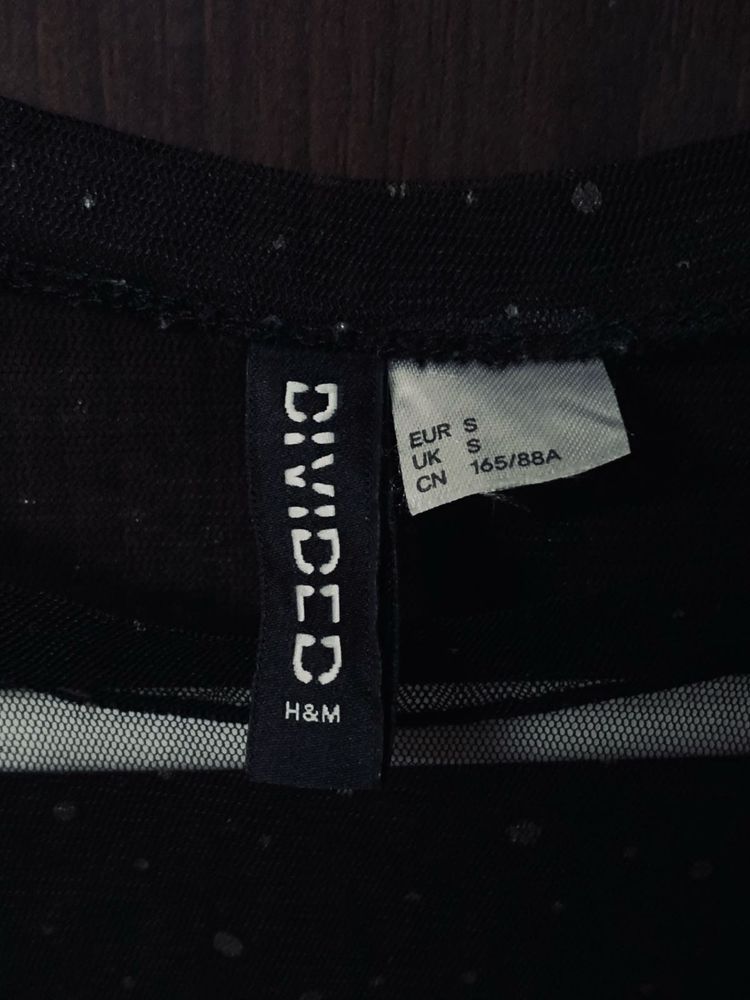 DIVIDED
H&M
EUR S
UK S
CN 165/88A